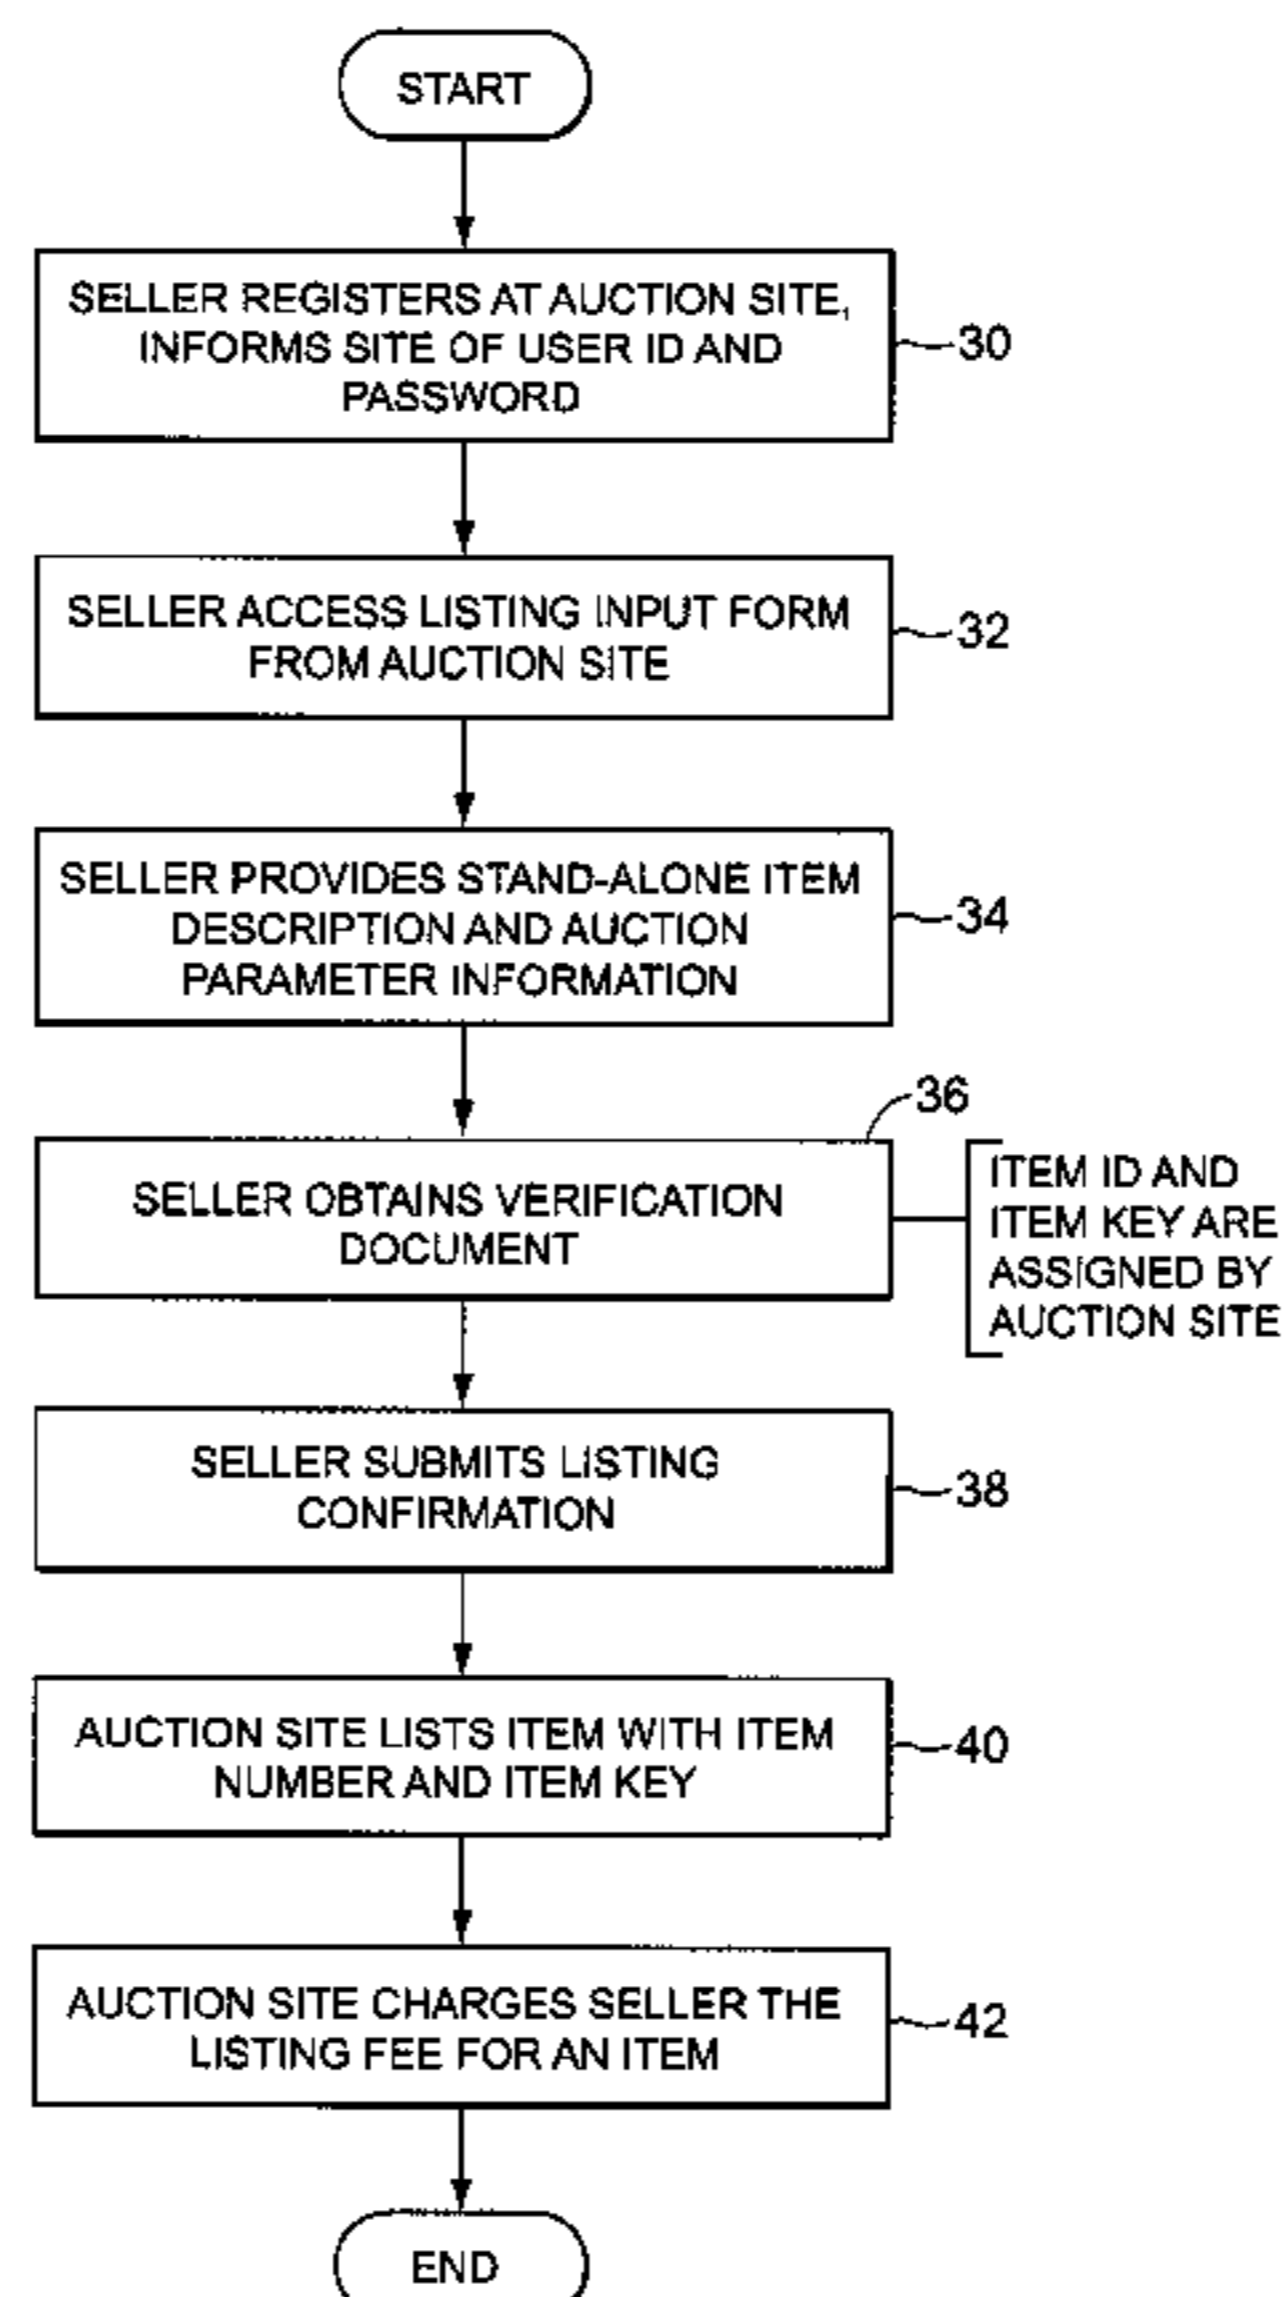 START
SELLER REGISTERS AT AUCTION SITE,
INFORMS SITE OF USER ID AND
PASSWORD
30
SELLER ACCESS LISTING INPUT FORM
FROM AUCTION SITE
32
SELLER PROVIDES STAND-ALONE ITEM
DESCRIPTION AND AUCTION
PARAMETER INFORMATION
34
36
SELLER OBTAINS VERIFICATION
DOCUMENT
ITEM ID AND
ITEM KEY ARE
ASSIGNED BY
AUCTION SITE
SELLER SUBMITS LISTING
CONFIRMATION
38
AUCTION SITE LISTS ITEM WITH ITEM
NUMBER AND ITEM KEY
40
AUCTION SITE CHARGES SELLER THE
LISTING FEE FOR AN ITEM
42
END